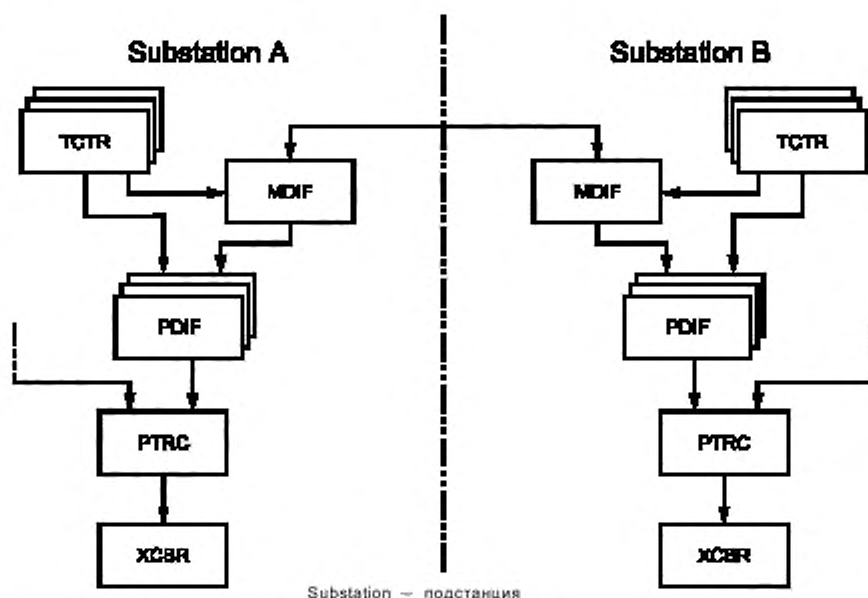 Substation A
Substation B
TCTR
TCTR
MDIF
MDIF
PDIF
PDIF
PTRC
PTRC
XCBR
XCBR
Substation — подстанция